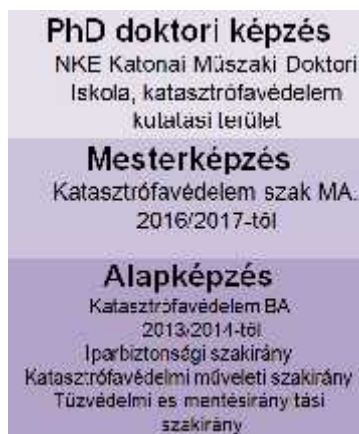 PhD doktori képzés
NKE Katonai Műszaki Doktori
Iskola, katasztrófavédelem
kutatási terület
Mesterképzés
Katasztrófavédelem szak MA.
2016/2017-től
Alapképzés
Katasztrófavédelem BA
2013/2014-től
Iparbiztonsági szakirány
Katasztrófavédelmi műveleti szakirány
Tűzvédelmi és mentésirányítási
szakirány